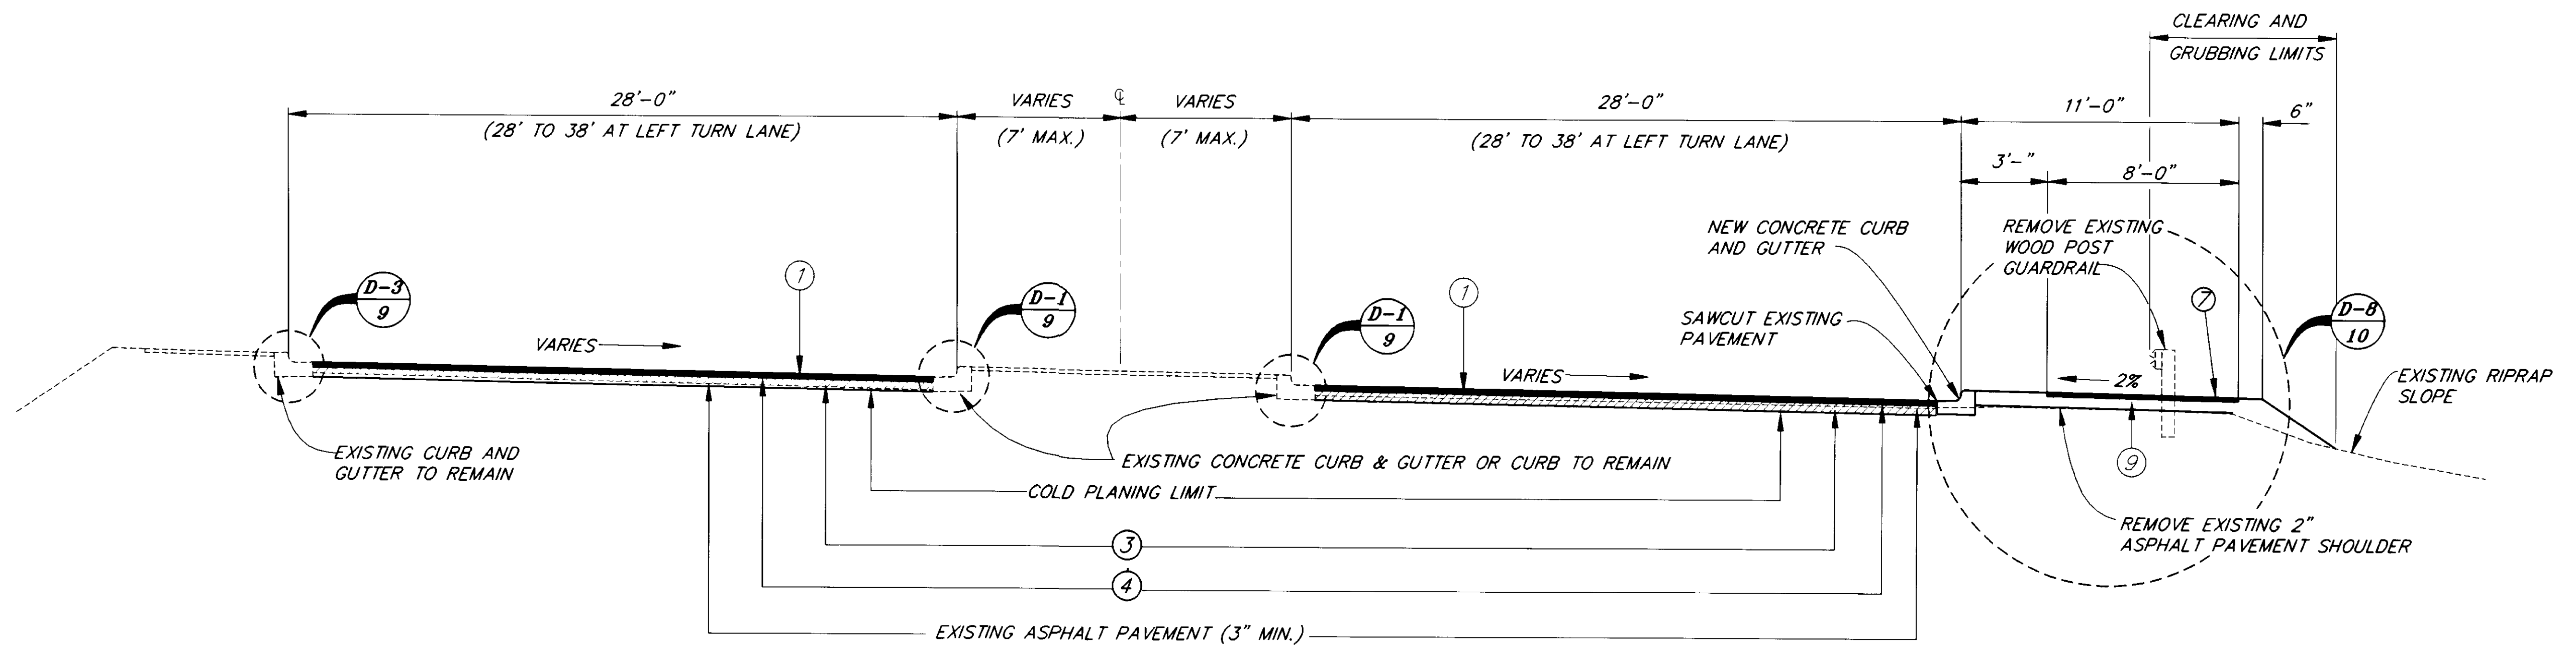 CLEARING AND
GRUBBING LIMITS
28'-0"
(28' TO 38' AT LEFT TURN LANE)
VARIES
(7' MAX.)
℄
VARIES
(7' MAX.)
28'-0"
(28' TO 38' AT LEFT TURN LANE)
11'-0"
6"
3'-"
8'-0"
NEW CONCRETE CURB
AND GUTTER
REMOVE EXISTING
WOOD POST
GUARDRAIL
SAWCUT EXISTING
PAVEMENT
D-3
9
1
D-1
9
1
D-1
9
7
D-8
10
VARIES
VARIES
2%
EXISTING RIPRAP
SLOPE
EXISTING CURB AND
GUTTER TO REMAIN
EXISTING CONCRETE CURB & GUTTER OR CURB TO REMAIN
9
COLD PLANING LIMIT
REMOVE EXISTING 2"
ASPHALT PAVEMENT SHOULDER
3
4
EXISTING ASPHALT PAVEMENT (3" MIN.)